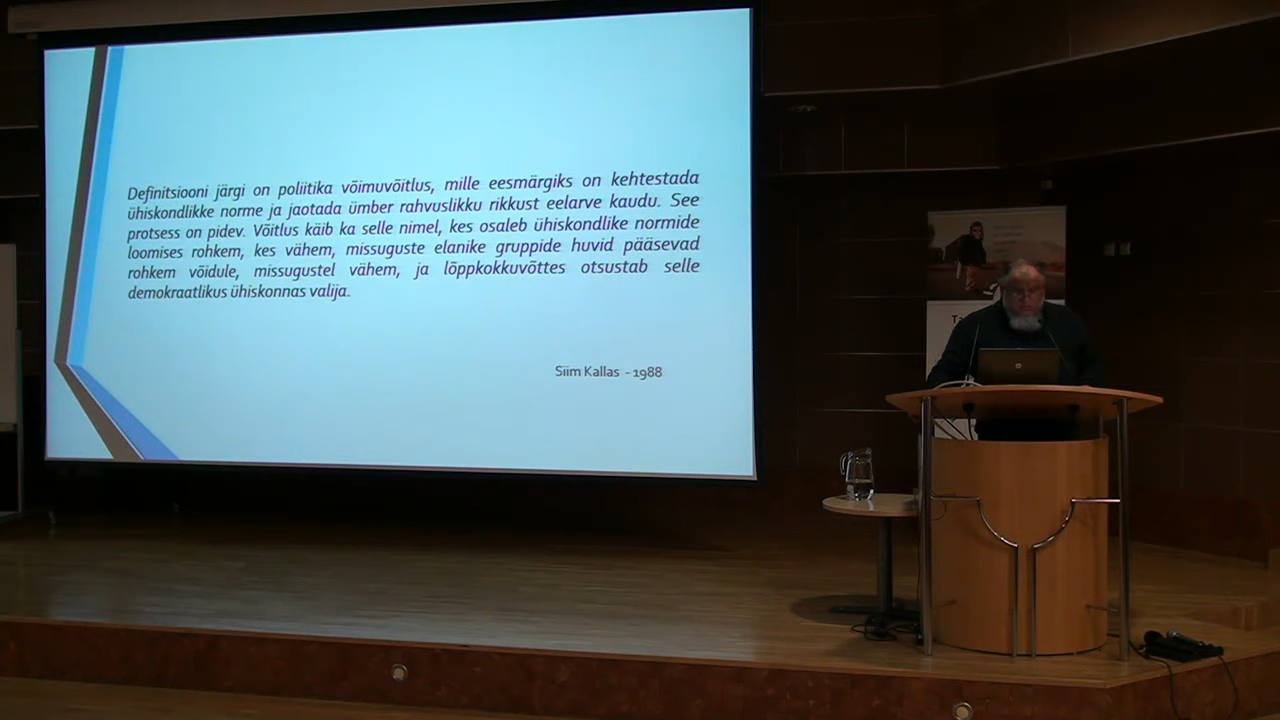 Definitsiooni järgi on poliitika võimuvõitlus, mille eesmärgiks on kehtestada
ühiskondlikke norme ja jaotada ümber rahvuslikku rikkust eelarve kaudu. See
protsess on pidev. Võitlus käib ka selle nimel, kes osaleb ühiskondlike normide
loomises rohkem, kes vähem, missuguste elanike gruppide huvid pääsevad
rohkem võidule, missugustel vähem, ja lõppkokkuvõttes otsustab selle
demokraatlikus ühiskonnas valija.
Siim Kallas - 1988